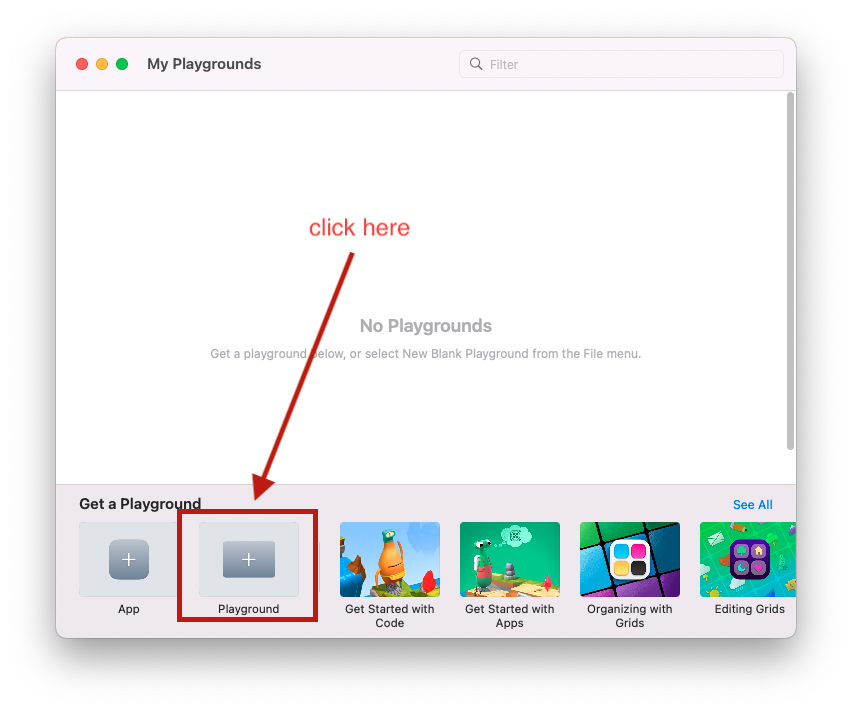 My Playgrounds
Filter
click here
No Playgrounds
Get a playground below, or select New Blank Playground from the File menu.
Get a Playground
See All
App
Playground
Get Started with
Code
Get Started with
Apps
Organizing with
Grids
Editing Grids